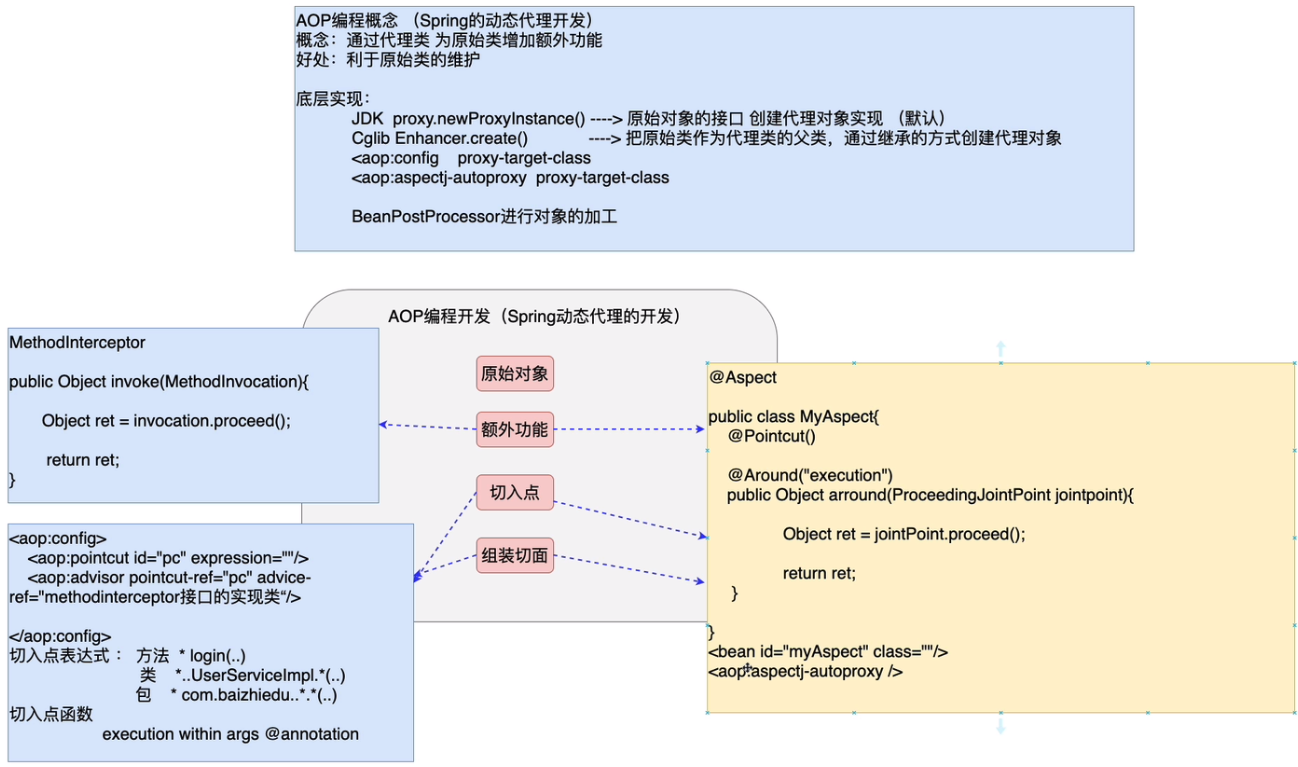 AOP编程概念 （Spring的动态代理开发）
概念：通过代理类 为原始类增加额外功能
好处：利于原始类的维护
底层实现：
JDK proxy.newProxyInstance() ----> 原始对象的接口 创建代理对象实现 （默认）
Cglib Enhancer.create() ----> 把原始类作为代理类的父类，通过继承的方式创建代理对象
<aop:config proxy-target-class
<aop:aspectj-autoproxy proxy-target-class
BeanPostProcessor进行对象的加工
AOP编程开发（Spring动态代理的开发）
原始对象
额外功能
切入点
组装切面
MethodInterceptor
public Object invoke(MethodInvocation){
Object ret = invocation.proceed();
return ret;
}
<aop:config>
<aop:pointcut id="pc" expression=""/>
<aop:advisor pointcut-ref="pc" advice-
ref="methodinterceptor接口的实现类“/>
</aop:config>
切入点表达式 ： 方法 * login(..)
类 *..UserServiceImpl.*(..)
包 * com.baizhiedu..*.*(..)
切入点函数
execution within args @annotation
@Aspect
public class MyAspect{
@Pointcut()
@Around("execution")
public Object arround(ProceedingJointPoint jointpoint){
Object ret = jointPoint.proceed();
return ret;
}
}
<bean id="myAspect" class=""/>
<aop:aspectj-autoproxy />